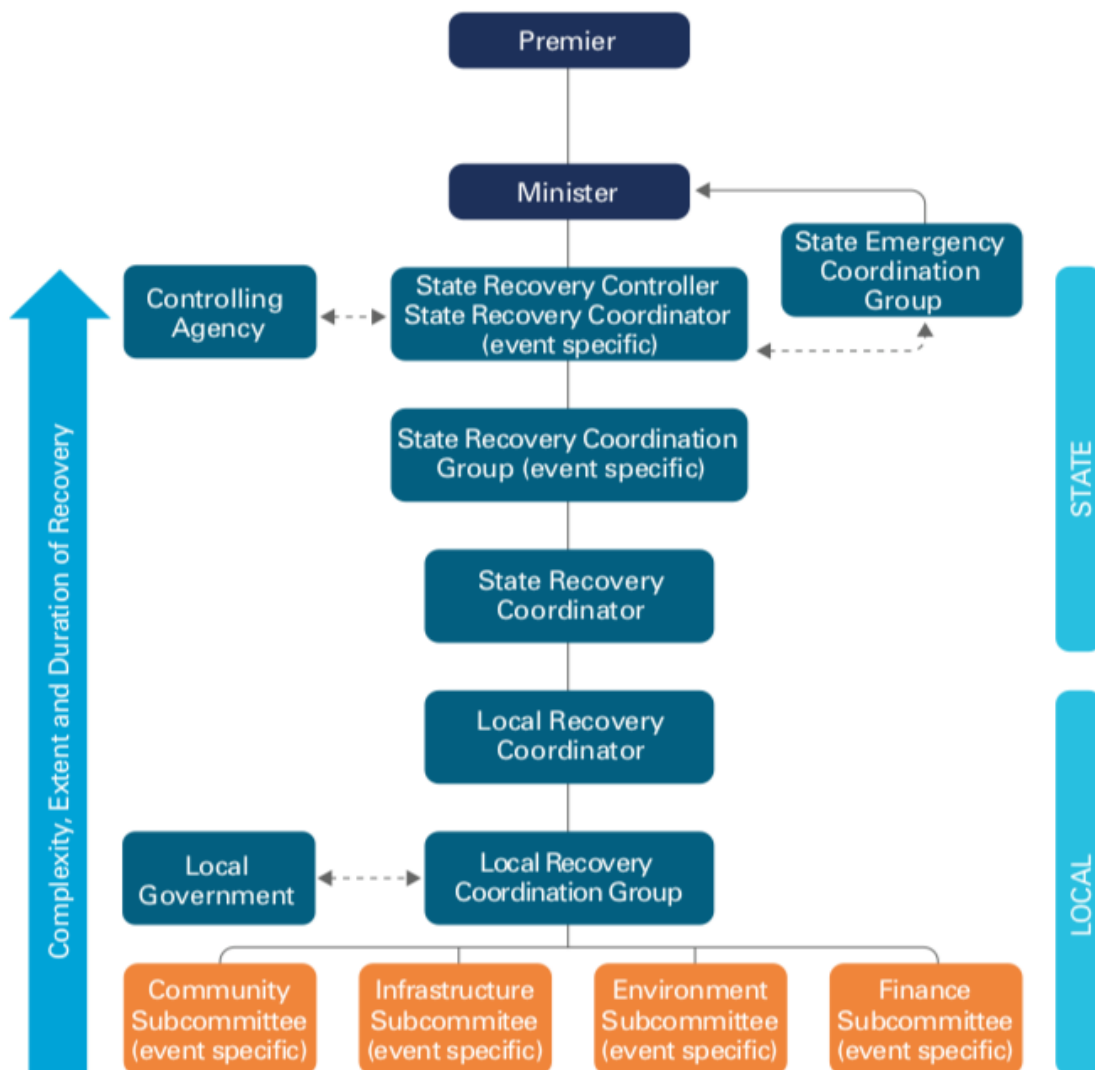 Premier
Minister
State Emergency
Coordination
Group
Controlling
Agency
State Recovery Controller
State Recovery Coordinator
(event specific)
State Recovery Coordination
Group (event specific)
State Recovery
Coordinator
Local Recovery
Coordinator
Local
Government
Local Recovery
Coordination Group
Community
Subcommittee
(event specific)
Infrastructure
Subcommitee
(event specific)
Environment
Subcommittee
(event specific)
Finance
Subcommittee
(event specific)
Complexity, Extent and Duration of Recovery
STATE
LOCAL